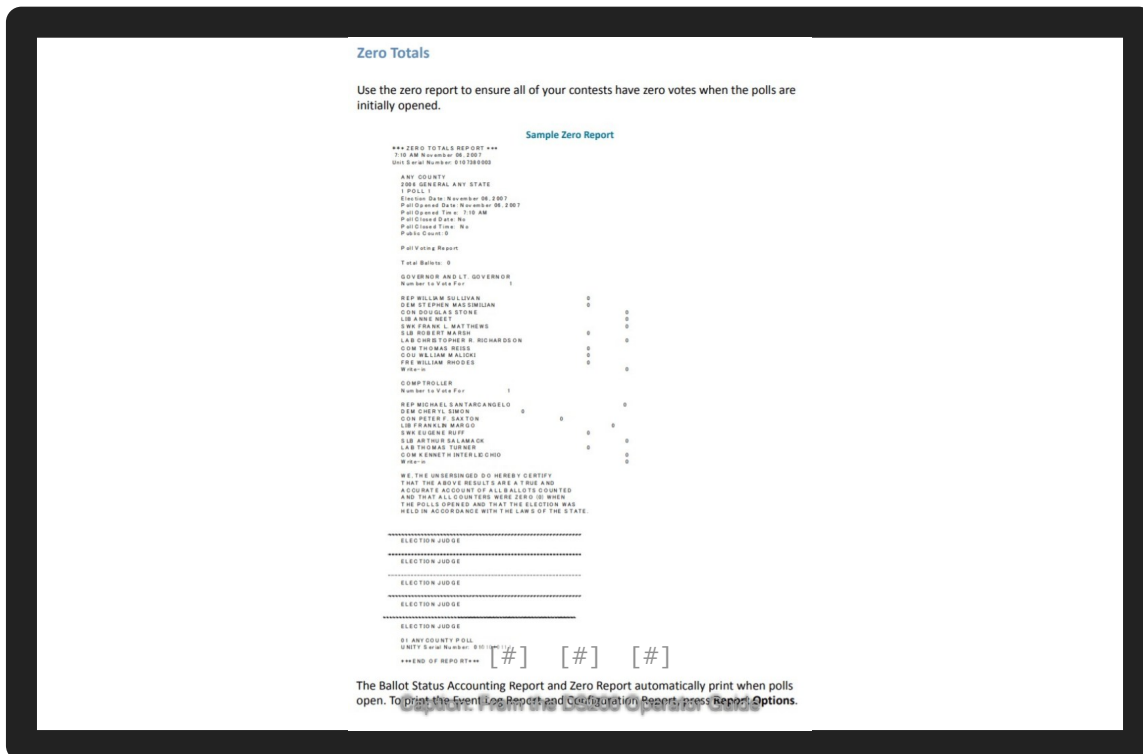 Zero Totals
Use the zero report to ensure all of your contests have zero votes when the polls are
initially opened.
Sample Zero Report
*** ZERO TOTALS REPORT ***
7:10 AM November 06, 2007
Unit Serial Number: 0107380003
ANY COUNTY
2006 GENERAL ANY STATE
1 POLL 1
Election Date: November 06, 2007
Poll Opened Date: November 06, 2007
Poll Opened Time: 7:10 AM
Poll Closed Date: No
Poll Closed Time: No
Public Count: 0
Poll Voting Report
Total Ballots: 0
GOVERNOR AND LT. GOVERNOR
Number to Vote For 1
REP WILLIAM SULLIVAN 0
DEM STEPHEN MASSIMILIAN 0
CON DOUGLAS STONE 0
LIB ANNE NEET 0
SWK FRANK L. MATTHEWS 0
SLB ROBERT MARSH 0
LAB CHRISTOPHER R. RICHARDSON 0
COM THOMAS REISS 0
COU WILLIAM MALICKI 0
FRE WILLIAM RHODES 0
Write-in 0
COMPTROLLER
Number to Vote For 1
REP MICHAEL SANTARCANGELO 0
DEM CHERYL SIMON 0
CON PETER F. SAXTON 0
LIB FRANKLIN MARGO 0
SWK EUGENE RUFF 0
SLB ARTHUR SALAMACK 0
LAB THOMAS TURNER 0
COM KENNETH INTERLICCHIO 0
Write-in 0
WE, THE UNSERSINGED DO HEREBY CERTIFY
THAT THE ABOVE RESULTS ARE A TRUE AND
ACCURATE ACCOUNT OF ALL BALLOTS COUNTED
AND THAT ALL COUNTERS WERE ZERO (0) WHEN
THE POLLS OPENED AND THAT THE ELECTION WAS
HELD IN ACCORDANCE WITH THE LAWS OF THE STATE.
ELECTION JUDGE
ELECTION JUDGE
ELECTION JUDGE
ELECTION JUDGE
ELECTION JUDGE
01 ANY COUNTY POLL
UNITY Serial Number:
***END OF REPORT***
[#] [#] [#]
The Ballot Status Accounting Report and Zero Report automatically print when polls
open. To print the Event Log Report and Configuration Report, press Report Options.
Caption: From the DS200 Operator Guide